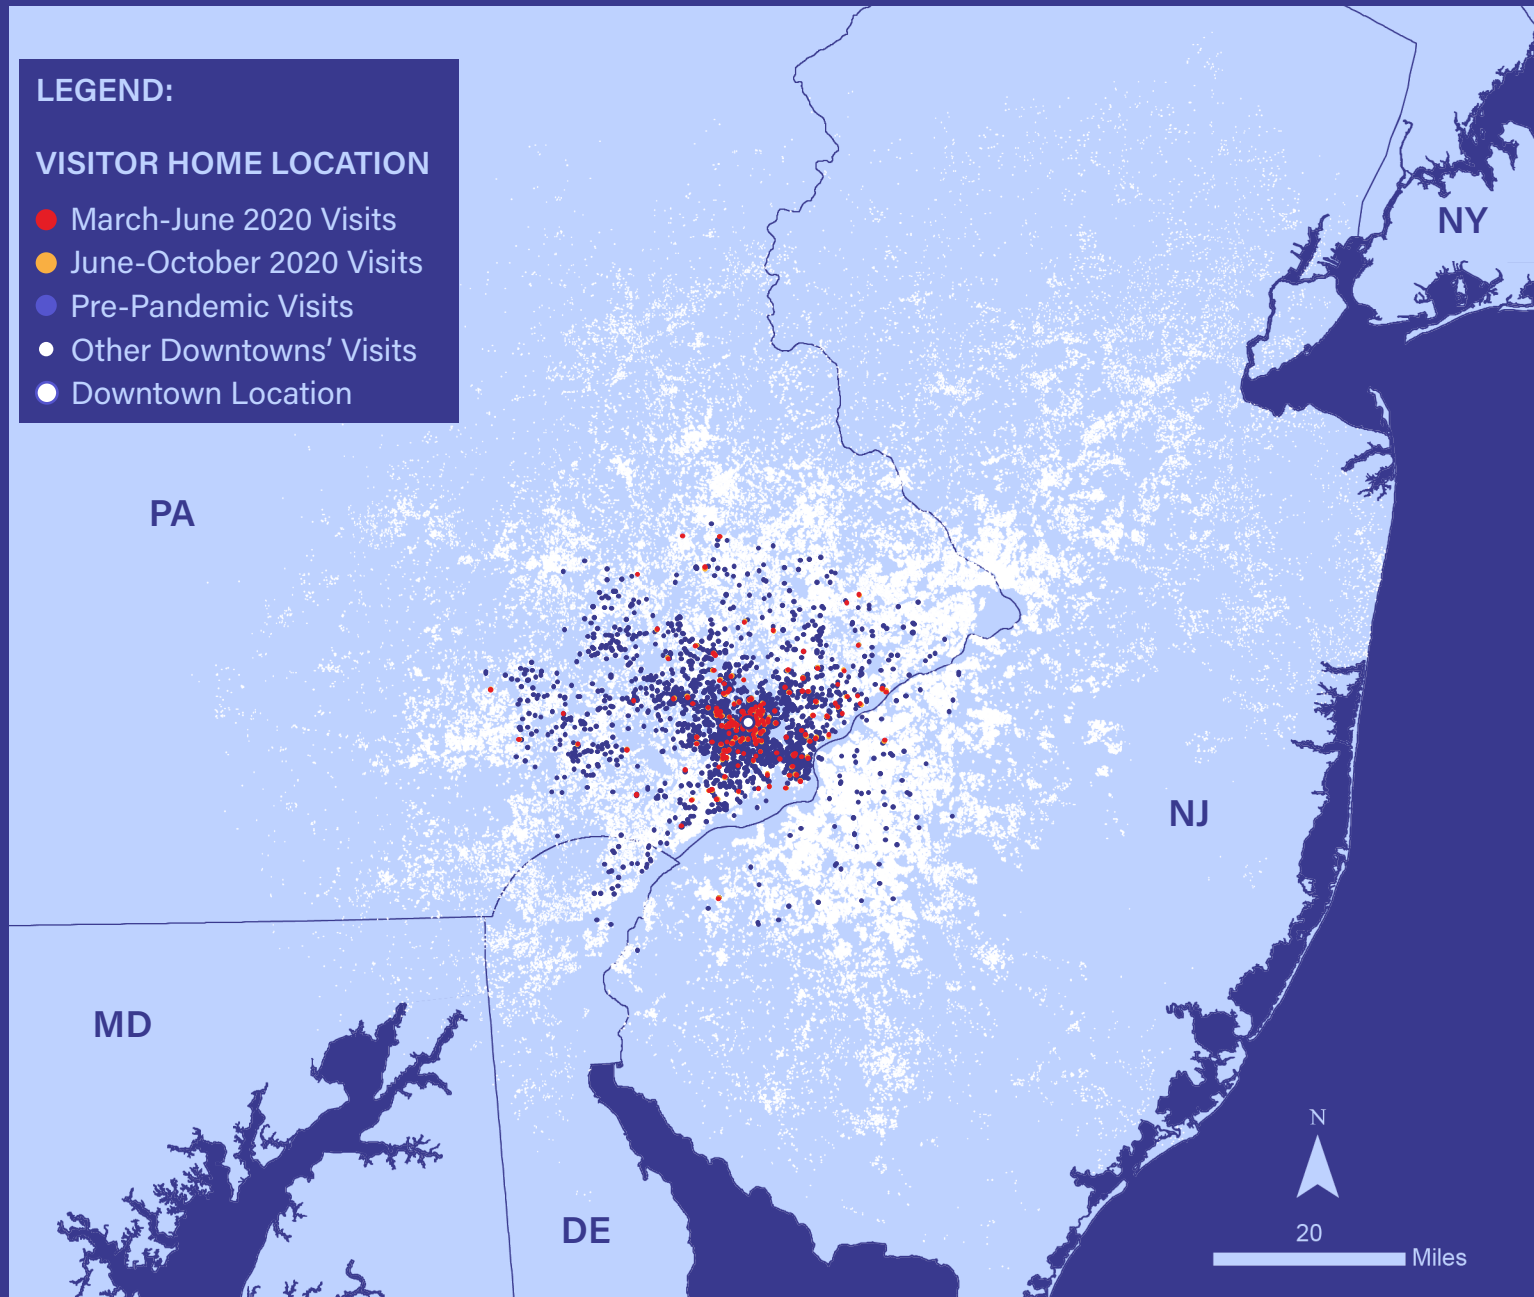 LEGEND:
VISITOR HOME LOCATION
March-June 2020 Visits
June-October 2020 Visits
Pre-Pandemic Visits
Other Downtowns' Visits
Downtown Location
NY
PA
NJ
MD
N
DE
20
Miles